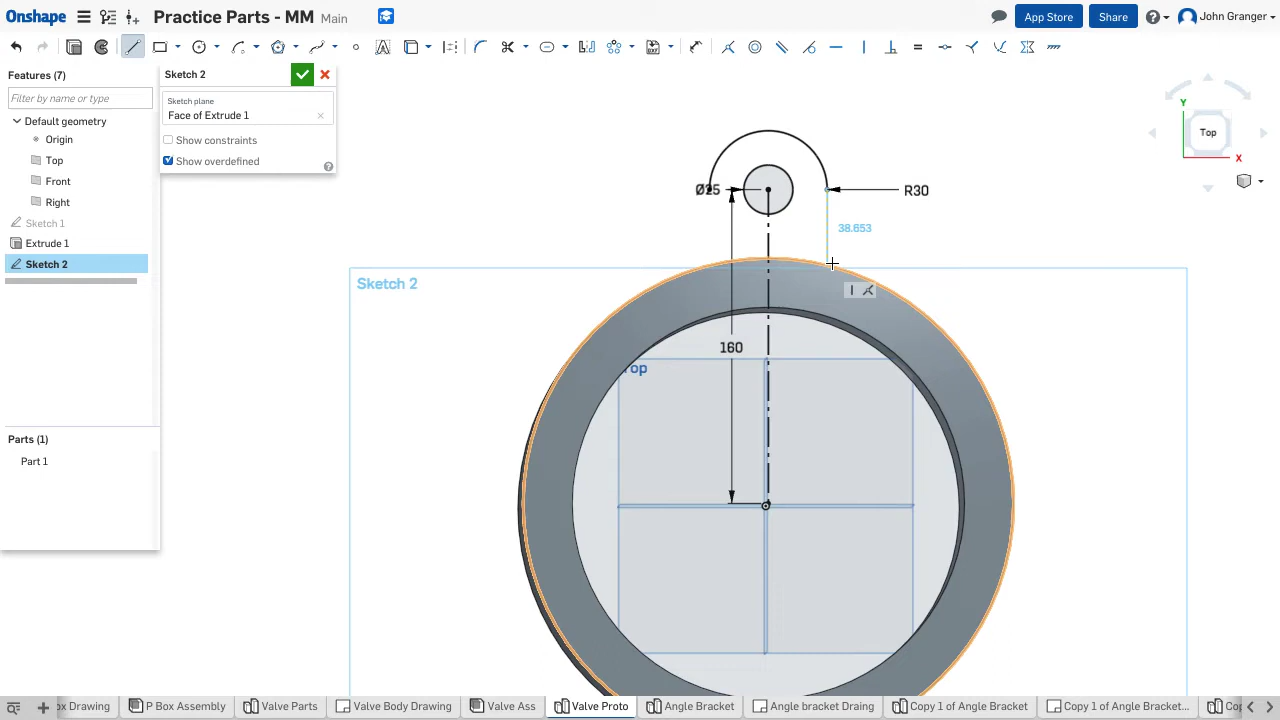 Onshape
Practice Parts - MM Main
App Store
Share
John Granger
Features (7)
Filter by name or type
Default geometry
Origin
Top
Front
Right
Sketch 1
Extrude 1
Sketch 2
Parts (1)
Part 1
Sketch 2
Sketch plane
Face of Extrude 1
Show constraints
Show overdefined
Y
Top
X
Ø25
R30
38.653
Sketch 2
160
Top
ox Drawing
P Box Assembly
Valve Parts
Valve Body Drawing
Valve Ass
Valve Proto
Angle Bracket
Angle bracket Draing
Copy 1 of Angle Bracket
Copy 1 of Angle Bracket...